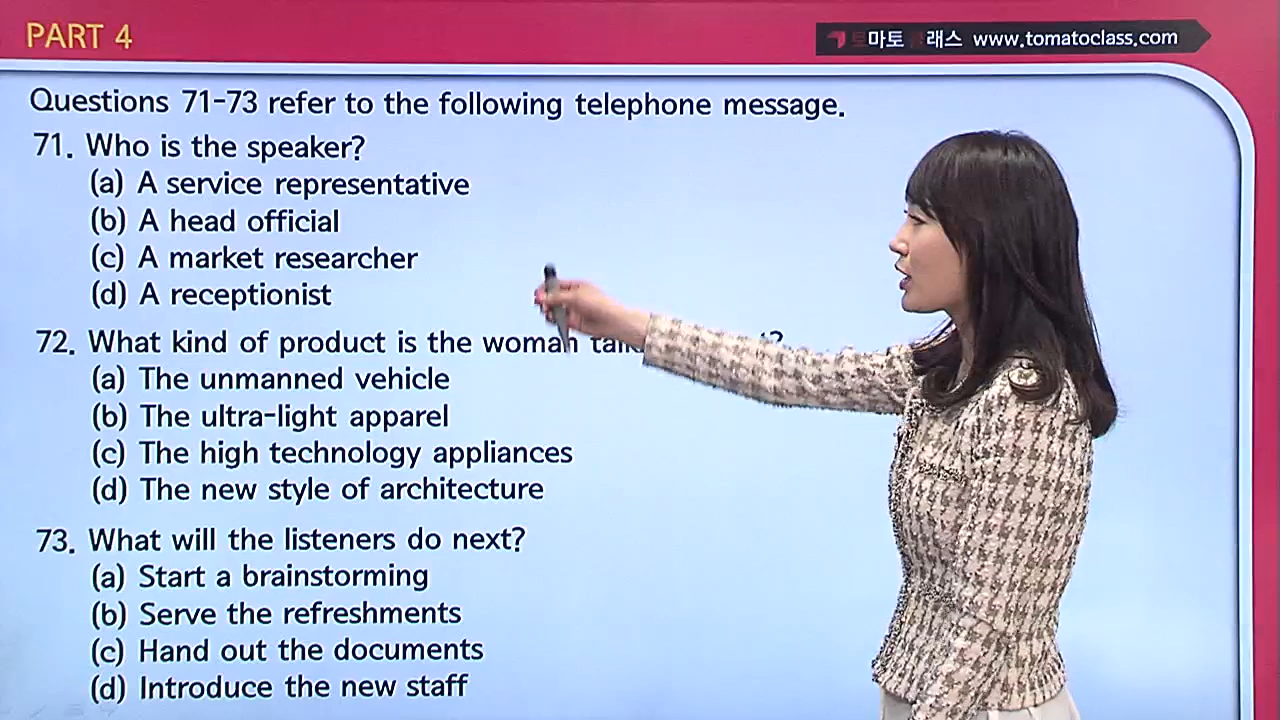 PART 4
토마토클래스 www.tomatoclass.com
Questions 71-73 refer to the following telephone message.
71. Who is the speaker?
(a) A service representative
(b) A head official
(c) A market researcher
(d) A receptionist
72. What kind of product is the woman
(a) The unmanned vehicle
(b) The ultra-light apparel
(c) The high technology appliances
(d) The new style of architecture
73. What will the listeners do next?
(a) Start a brainstorming
(b) Serve the refreshments
(c) Hand out the documents
(d) Introduce the new staff